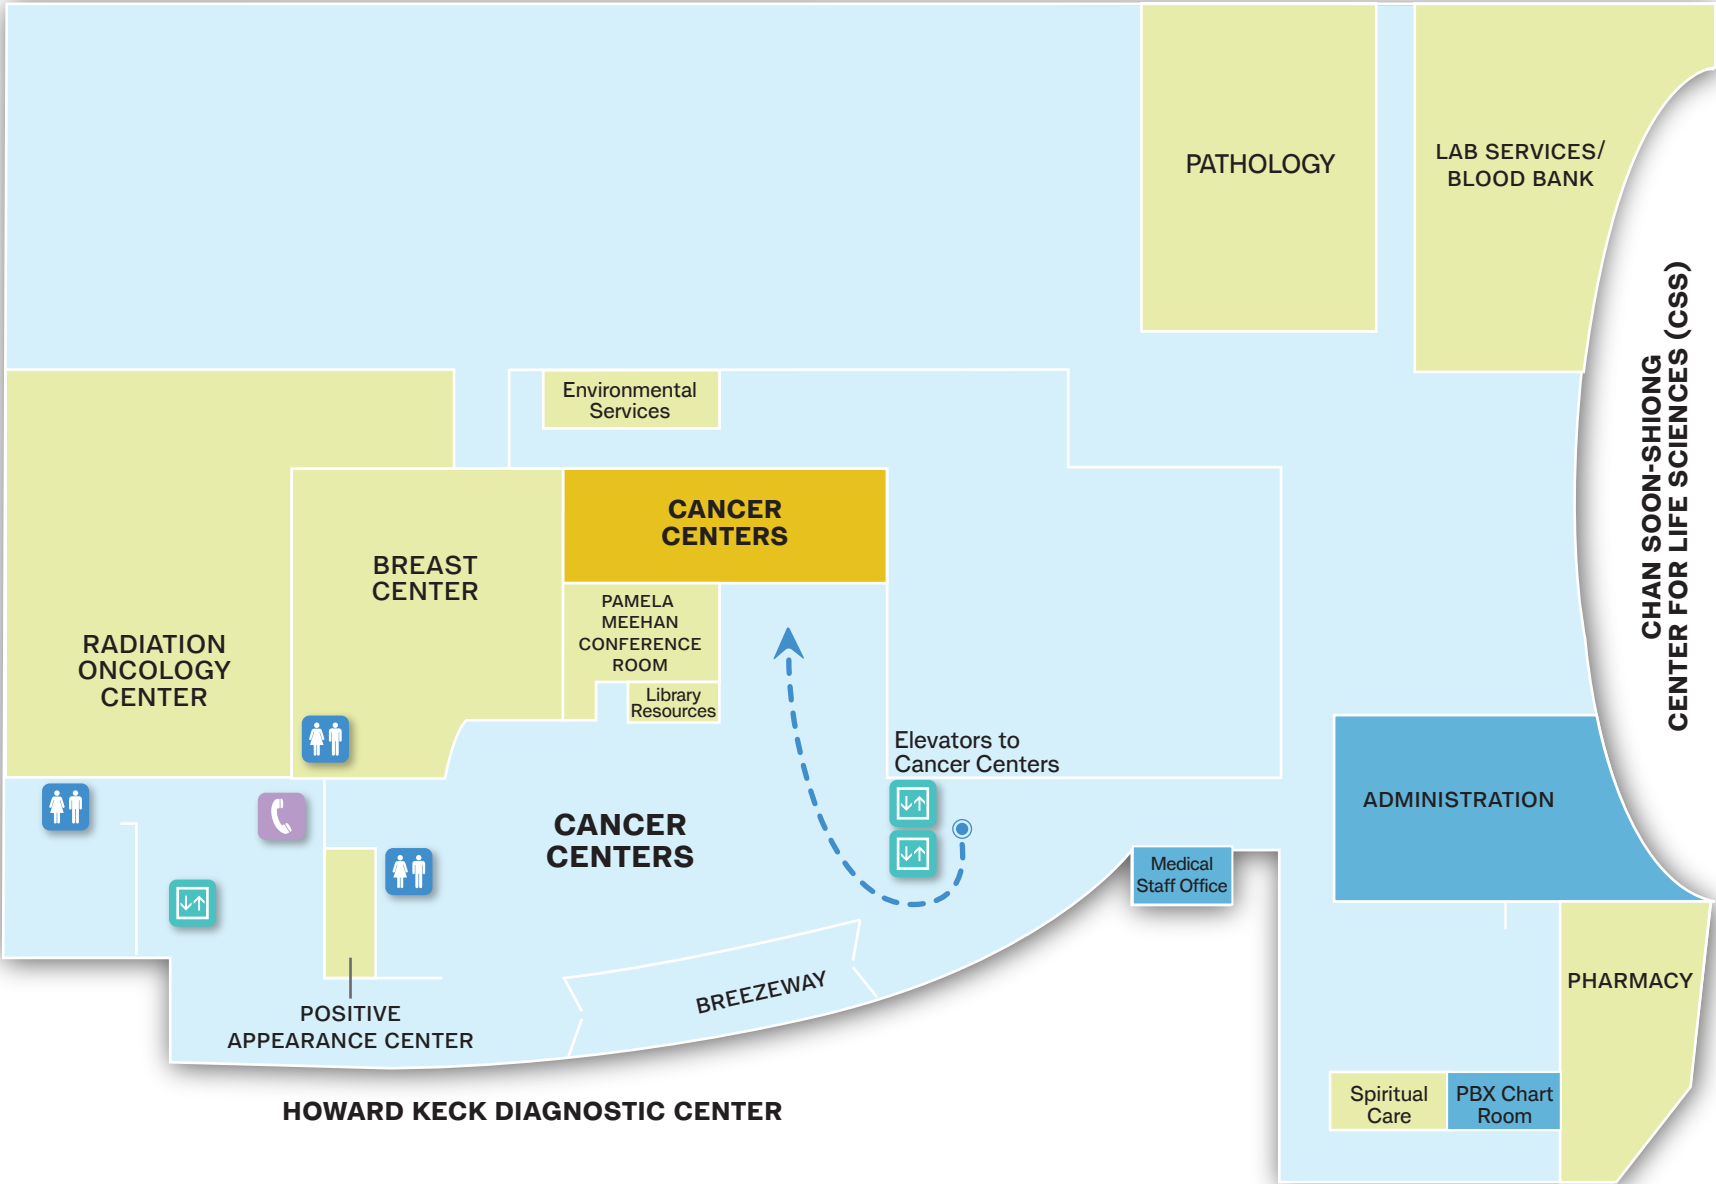 PATHOLOGY
LAB SERVICES/
BLOOD BANK
CHAN SOON-SHIONG
CENTER FOR LIFE SCIENCES (CSS)
Environmental
Services
CANCER
CENTERS
BREAST
CENTER
PAMELA
MEEHAN
CONFERENCE
ROOM
RADIATION
ONCOLOGY
CENTER
Library
Resources
Elevators to
Cancer Centers
ADMINISTRATION
CANCER
CENTERS
Medical
Staff Office
BREEZEWAY
PHARMACY
POSITIVE
APPEARANCE CENTER
Spiritual
Care
PBX Chart
Room
HOWARD KECK DIAGNOSTIC CENTER